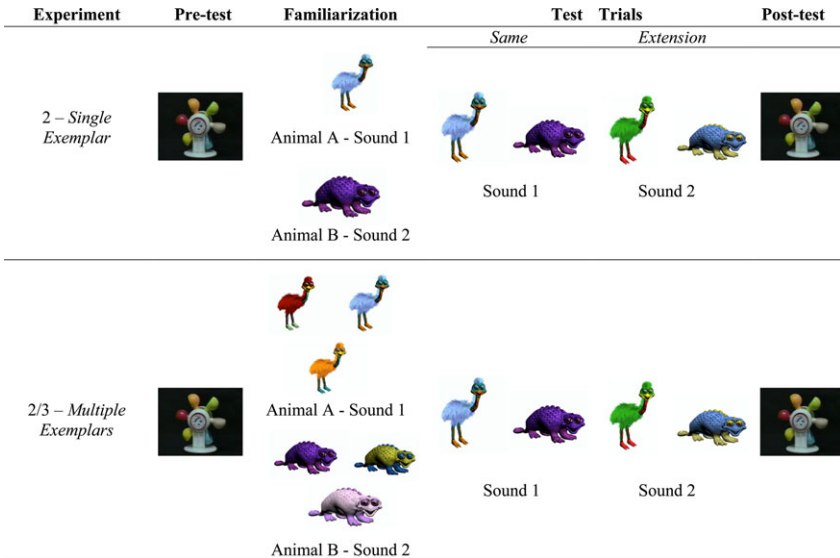 Experiment Pre-test Familiarization Test Trials Post-test
Same Extension
2 – Single
Exemplar
Animal A - Sound 1
Animal B - Sound 2
Sound 1 Sound 2
2/3 – Multiple
Exemplars
Animal A - Sound 1
Animal B - Sound 2
Sound 1 Sound 2